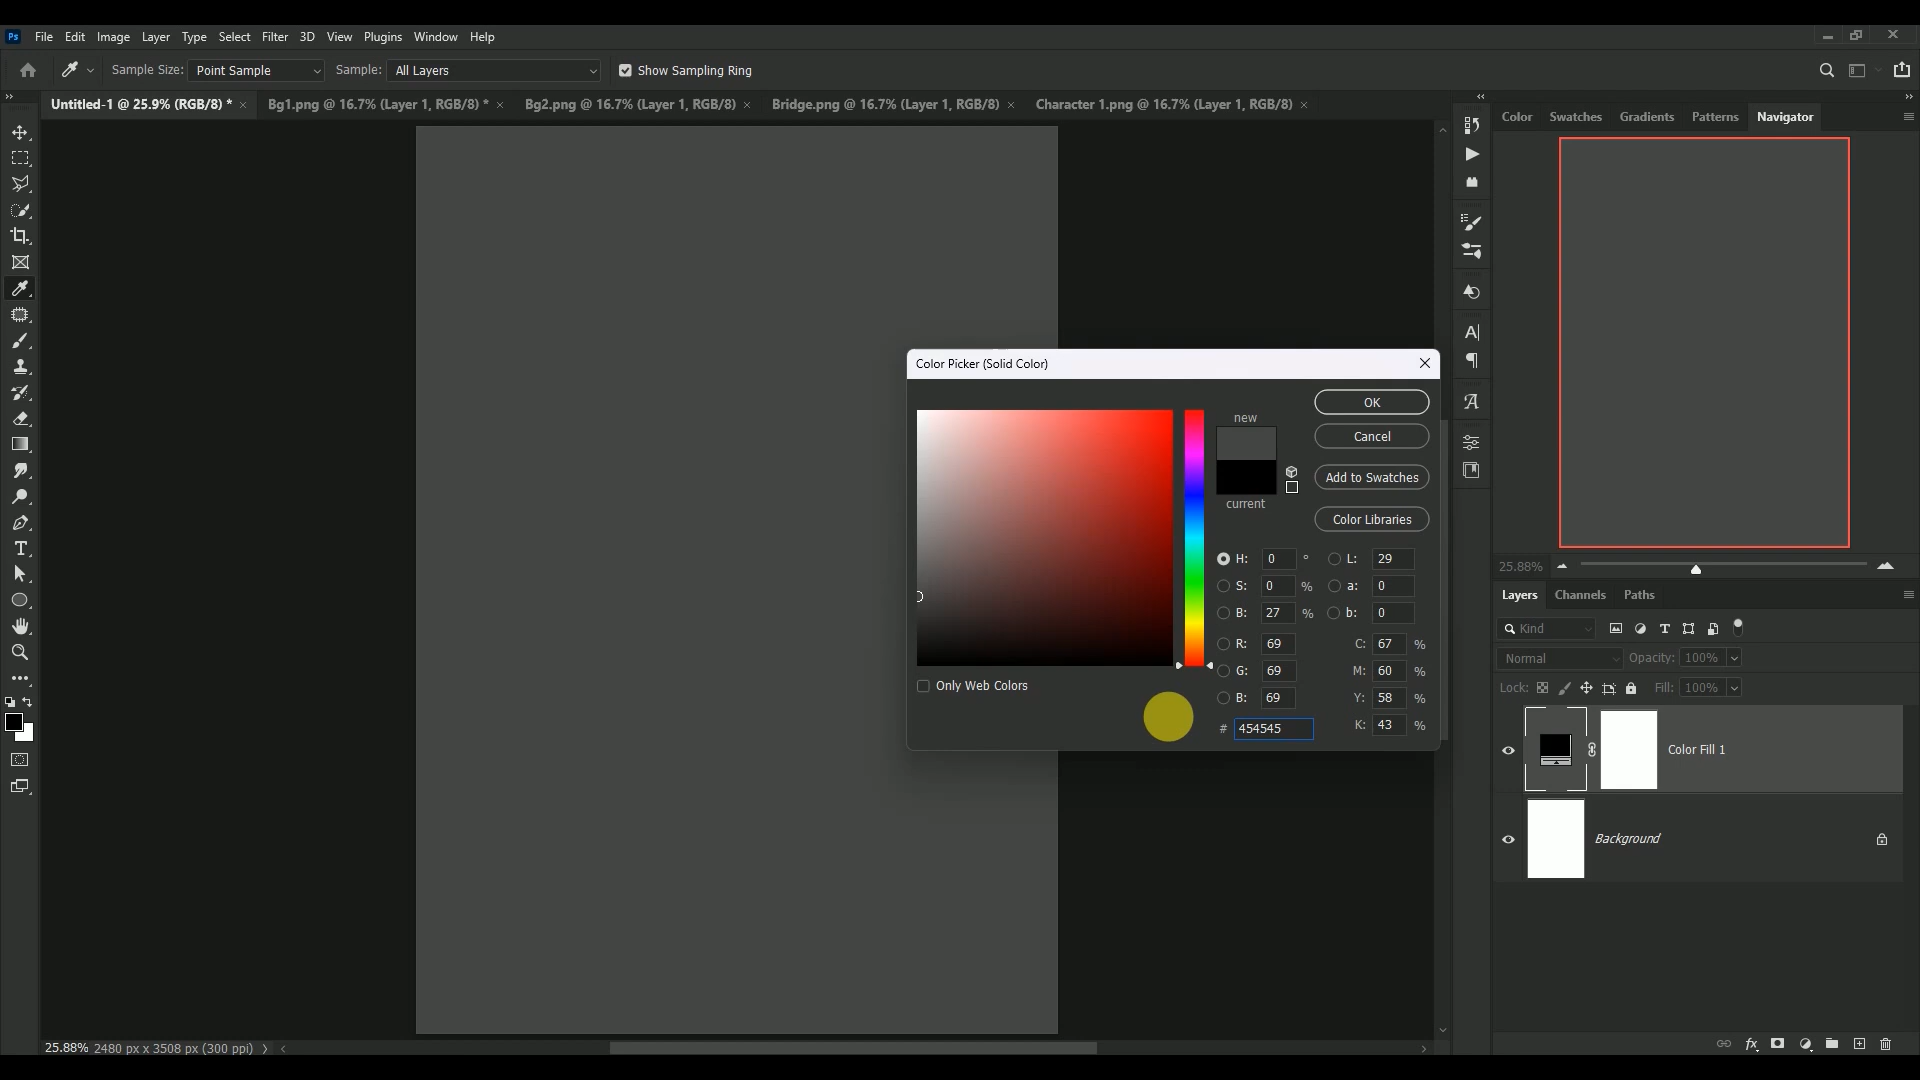 Ps File Edit Image Layer Type Select Filter 3D View Plugins Window Help
Sample Size: Point Sample Sample: All Layers Show Sampling Ring
Untitled-1 @ 25.9% (RGB/8) * × Bg1.png @ 16.7% (Layer 1, RGB/8) * × Bg2.png @ 16.7% (Layer 1, RGB/8) × Bridge.png @ 16.7% (Layer 1, RGB/8) × Character 1.png @ 16.7% (Layer 1, RGB/8) ×
Color Swatches Gradients Patterns Navigator
Color Picker (Solid Color)
new
current
OK
Cancel
Add to Swatches
Color Libraries
H: 0 ° L: 29
S: 0 % a: 0
B: 27 % b: 0
R: 69 C: 67 %
G: 69 M: 60 %
B: 69 Y: 58 %
# 454545 K: 43 %
Only Web Colors
25.88%
Layers Channels Paths
Kind
Normal Opacity: 100%
Lock: Fill: 100%
Color Fill 1
Background
25.88% 2480 px x 3508 px (300 ppi)